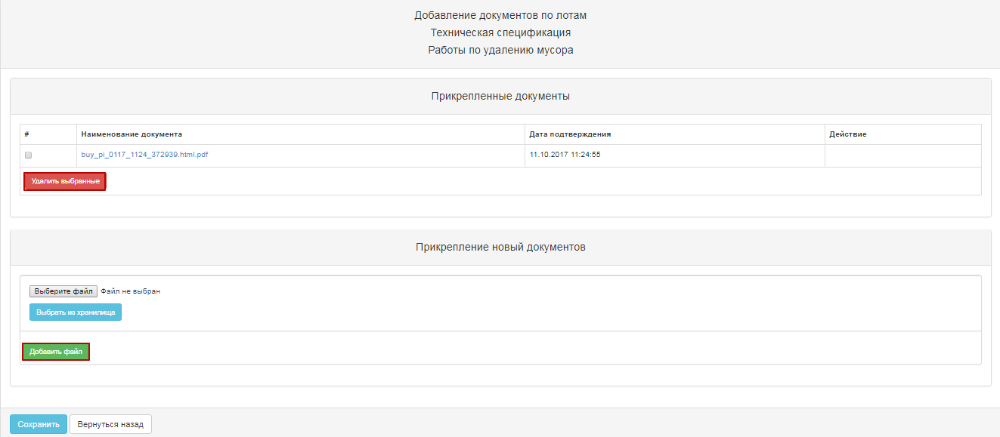 Добавление документов по лотам
Техническая спецификация
Работы по удалению мусора
Прикрепленные документы
# Наименование документа Дата подтверждения Действие
buy_pi_0117_1124_372939.html.pdf 11.10.2017 11:24:55
Удалить выбранные
Прикрепление новый документов
Выберите файл Файл не выбран
Выбрать из хранилища
Добавить файл
Сохранить Вернуться назад